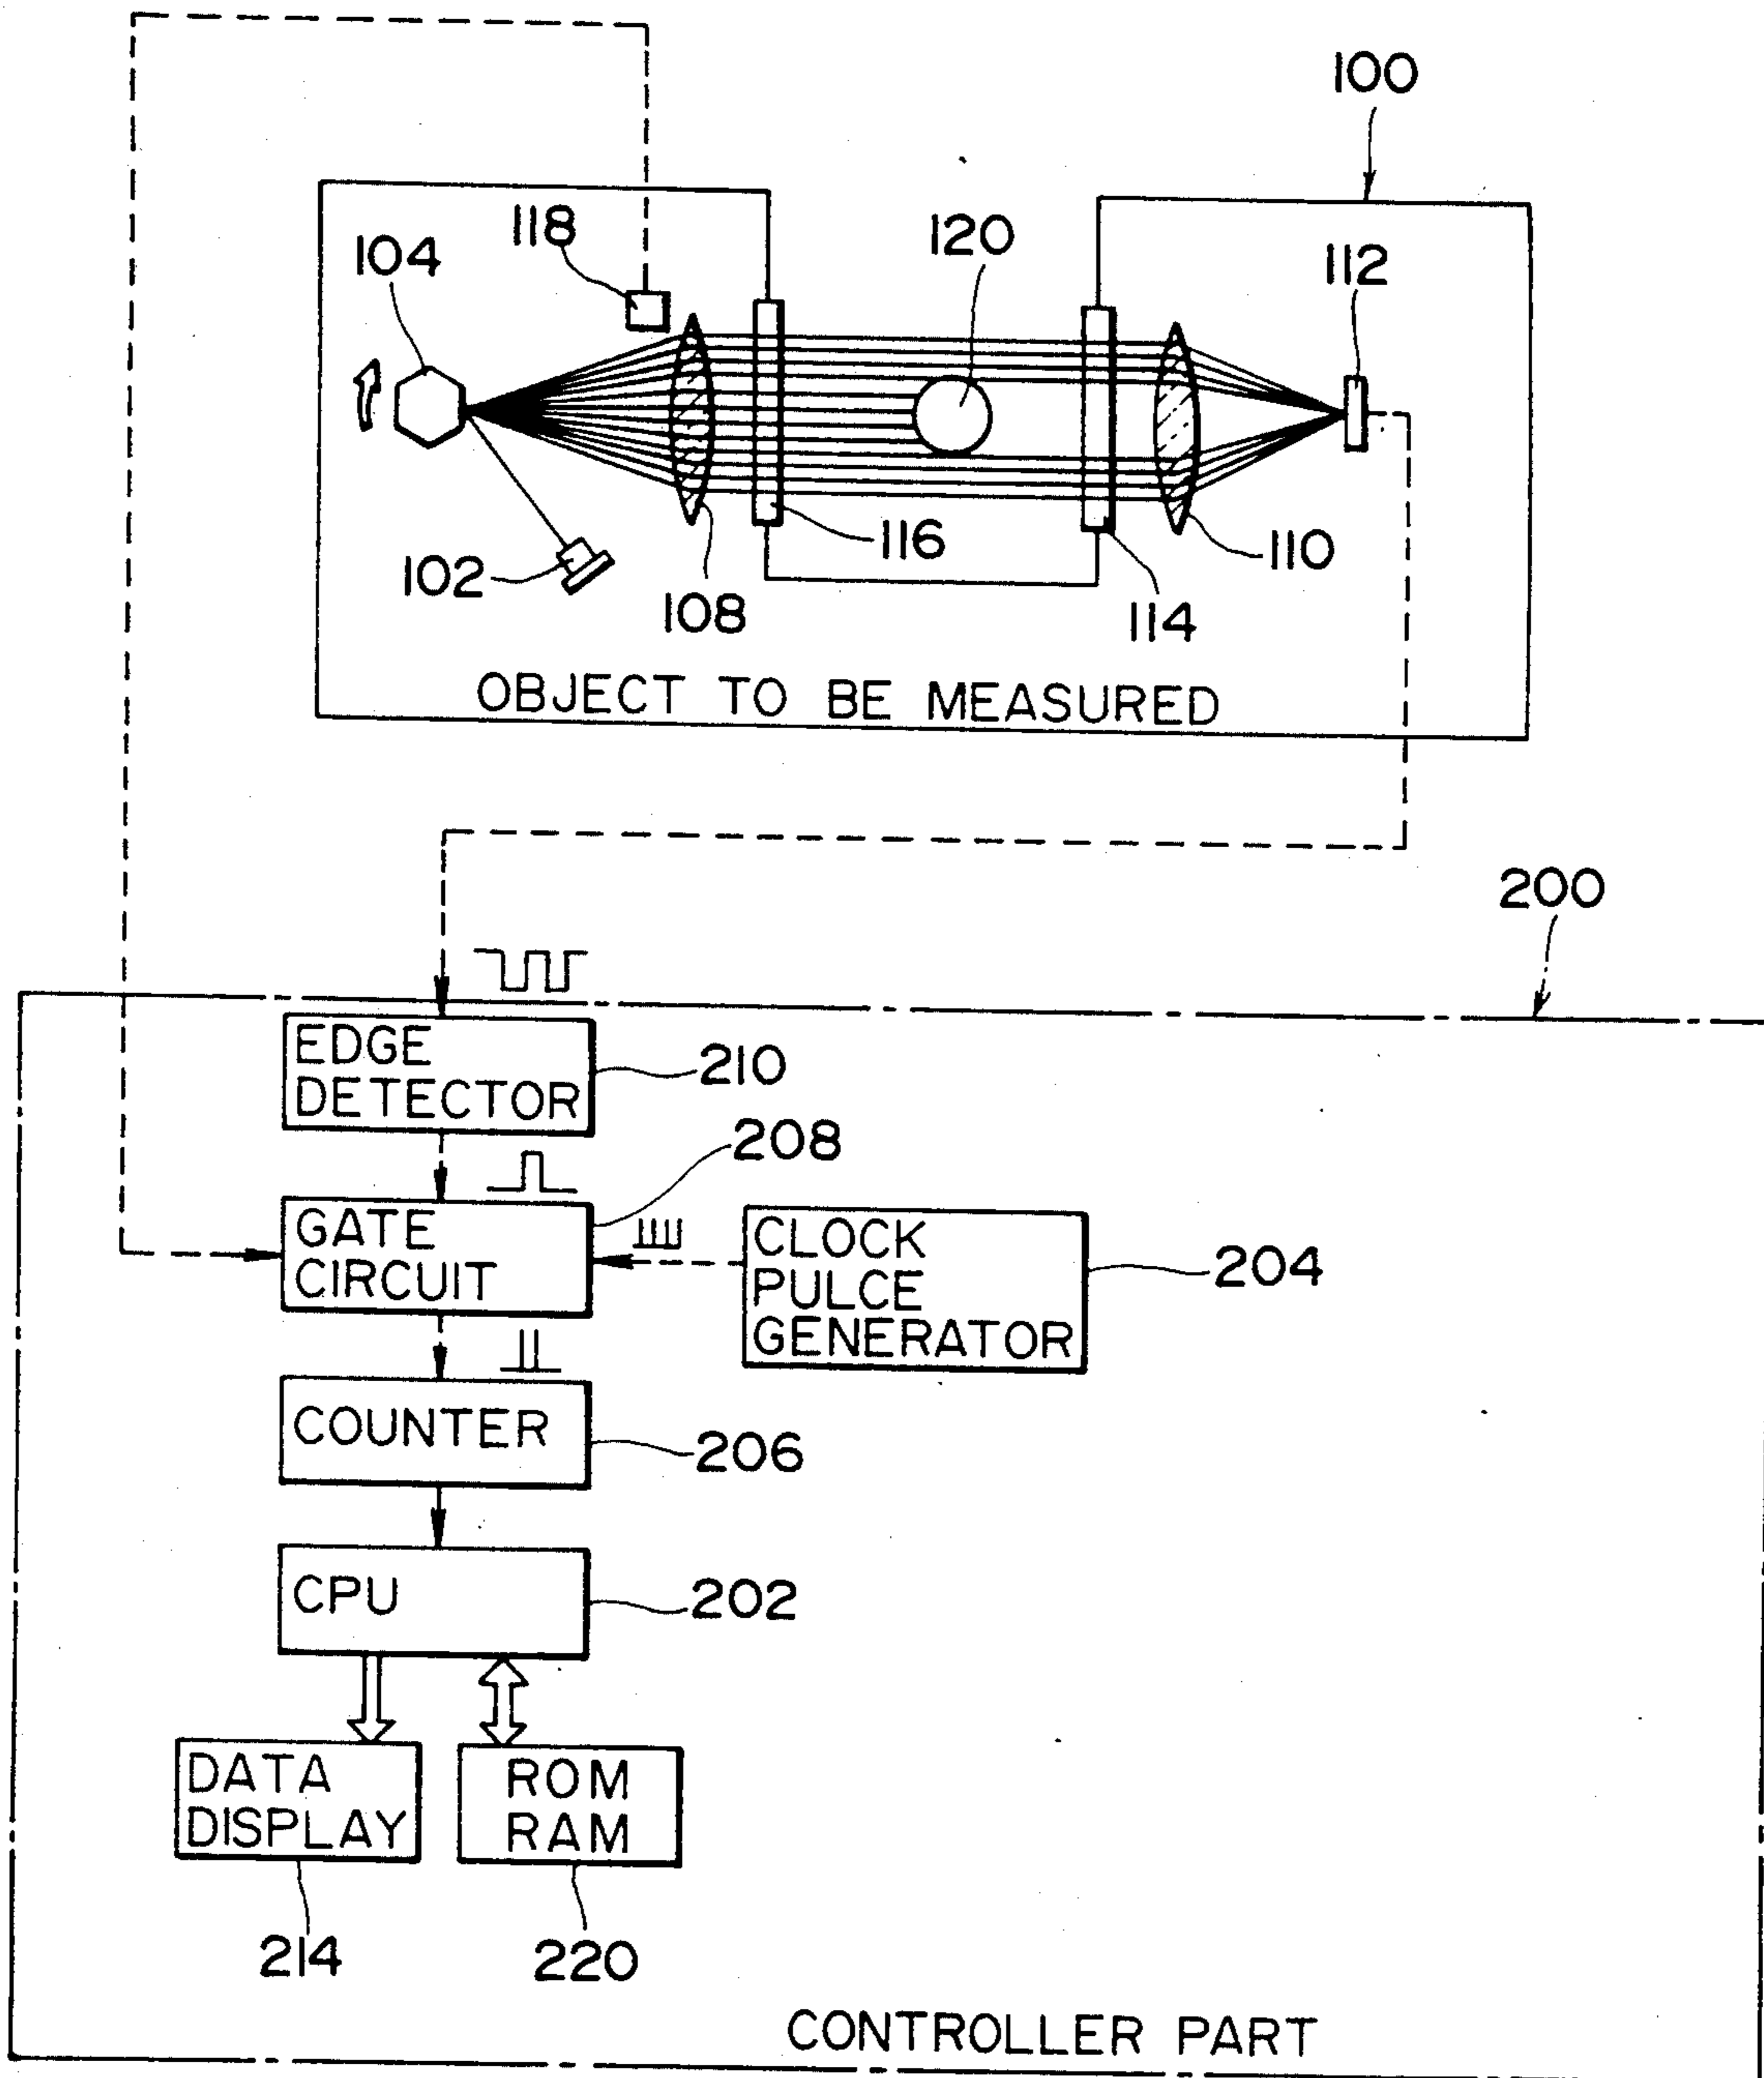 100
118
104
120
112
116
110
102
108
114
OBJECT TO BE MEASURED
200
EDGE
DETECTOR
210
208
GATE
CIRCUIT
CLOCK
PULCE
GENERATOR
204
COUNTER
206
CPU
202
DATA
DISPLAY
ROM
RAM
214
220
CONTROLLER PART